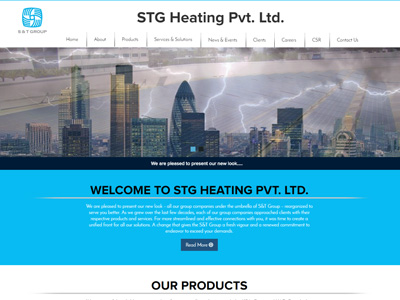 STG Heating Pvt. Ltd.
S & T GROUP
Home About Products Services & Solutions News & Events Clients Careers CSR Contact Us
We are pleased to present our new look.....
WELCOME TO STG HEATING PVT. LTD.
We are pleased to present our new look - all our group companies under the umbrella of S&T Group - reorganised to
serve you better. As we grew over the last few decades, each of our group companies approached clients with their
respective products and services. For more streamlined and effective connections with you, it was time to create a
unified front for all our solutions. A change that gives the S&T Group a fresh vigour and a renewed commitment to
endeavor to exceed your demands.
Read More
OUR PRODUCTS